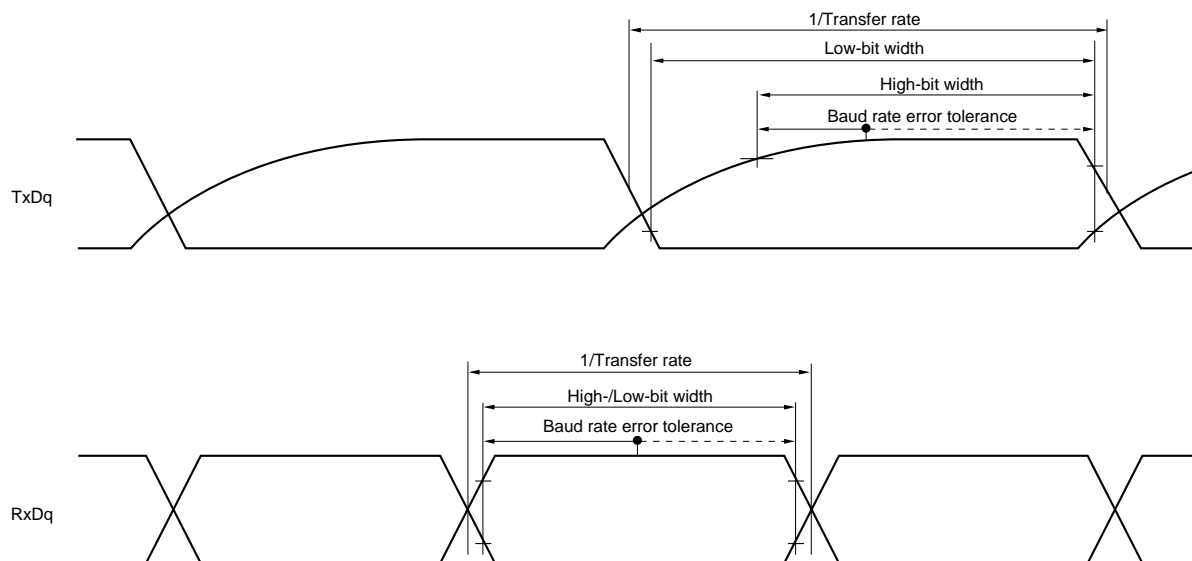 1/Transfer rate
Low-bit width
High-bit width
Baud rate error tolerance
TxDq
1/Transfer rate
High-/Low-bit width
Baud rate error tolerance
RxDq